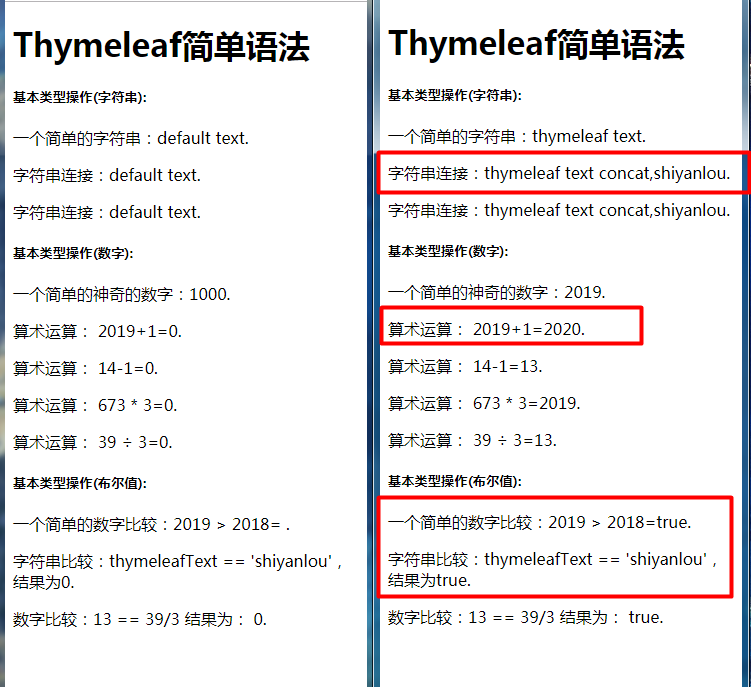 Thymeleaf简单语法
基本类型操作(字符串):
一个简单的字符串：default text.
字符串连接：default text.
字符串连接：default text.
基本类型操作(数字):
一个简单的神奇的数字：1000.
算术运算： 2019+1=0.
算术运算： 14-1=0.
算术运算： 673 * 3=0.
算术运算： 39 ÷ 3=0.
基本类型操作(布尔值):
一个简单的数字比较：2019 > 2018= .
字符串比较：thymeleafText == 'shiyanlou'，
结果为0.
数字比较：13 == 39/3 结果为： 0.
Thymeleaf简单语法
基本类型操作(字符串):
一个简单的字符串：thymeleaf text.
字符串连接：thymeleaf text concat,shiyanlou.
字符串连接：thymeleaf text concat,shiyanlou.
基本类型操作(数字):
一个简单的神奇的数字：2019.
算术运算： 2019+1=2020.
算术运算： 14-1=13.
算术运算： 673 * 3=2019.
算术运算： 39 ÷ 3=13.
基本类型操作(布尔值):
一个简单的数字比较：2019 > 2018=true.
字符串比较：thymeleafText == 'shiyanlou'，
结果为true.
数字比较：13 == 39/3 结果为： true.